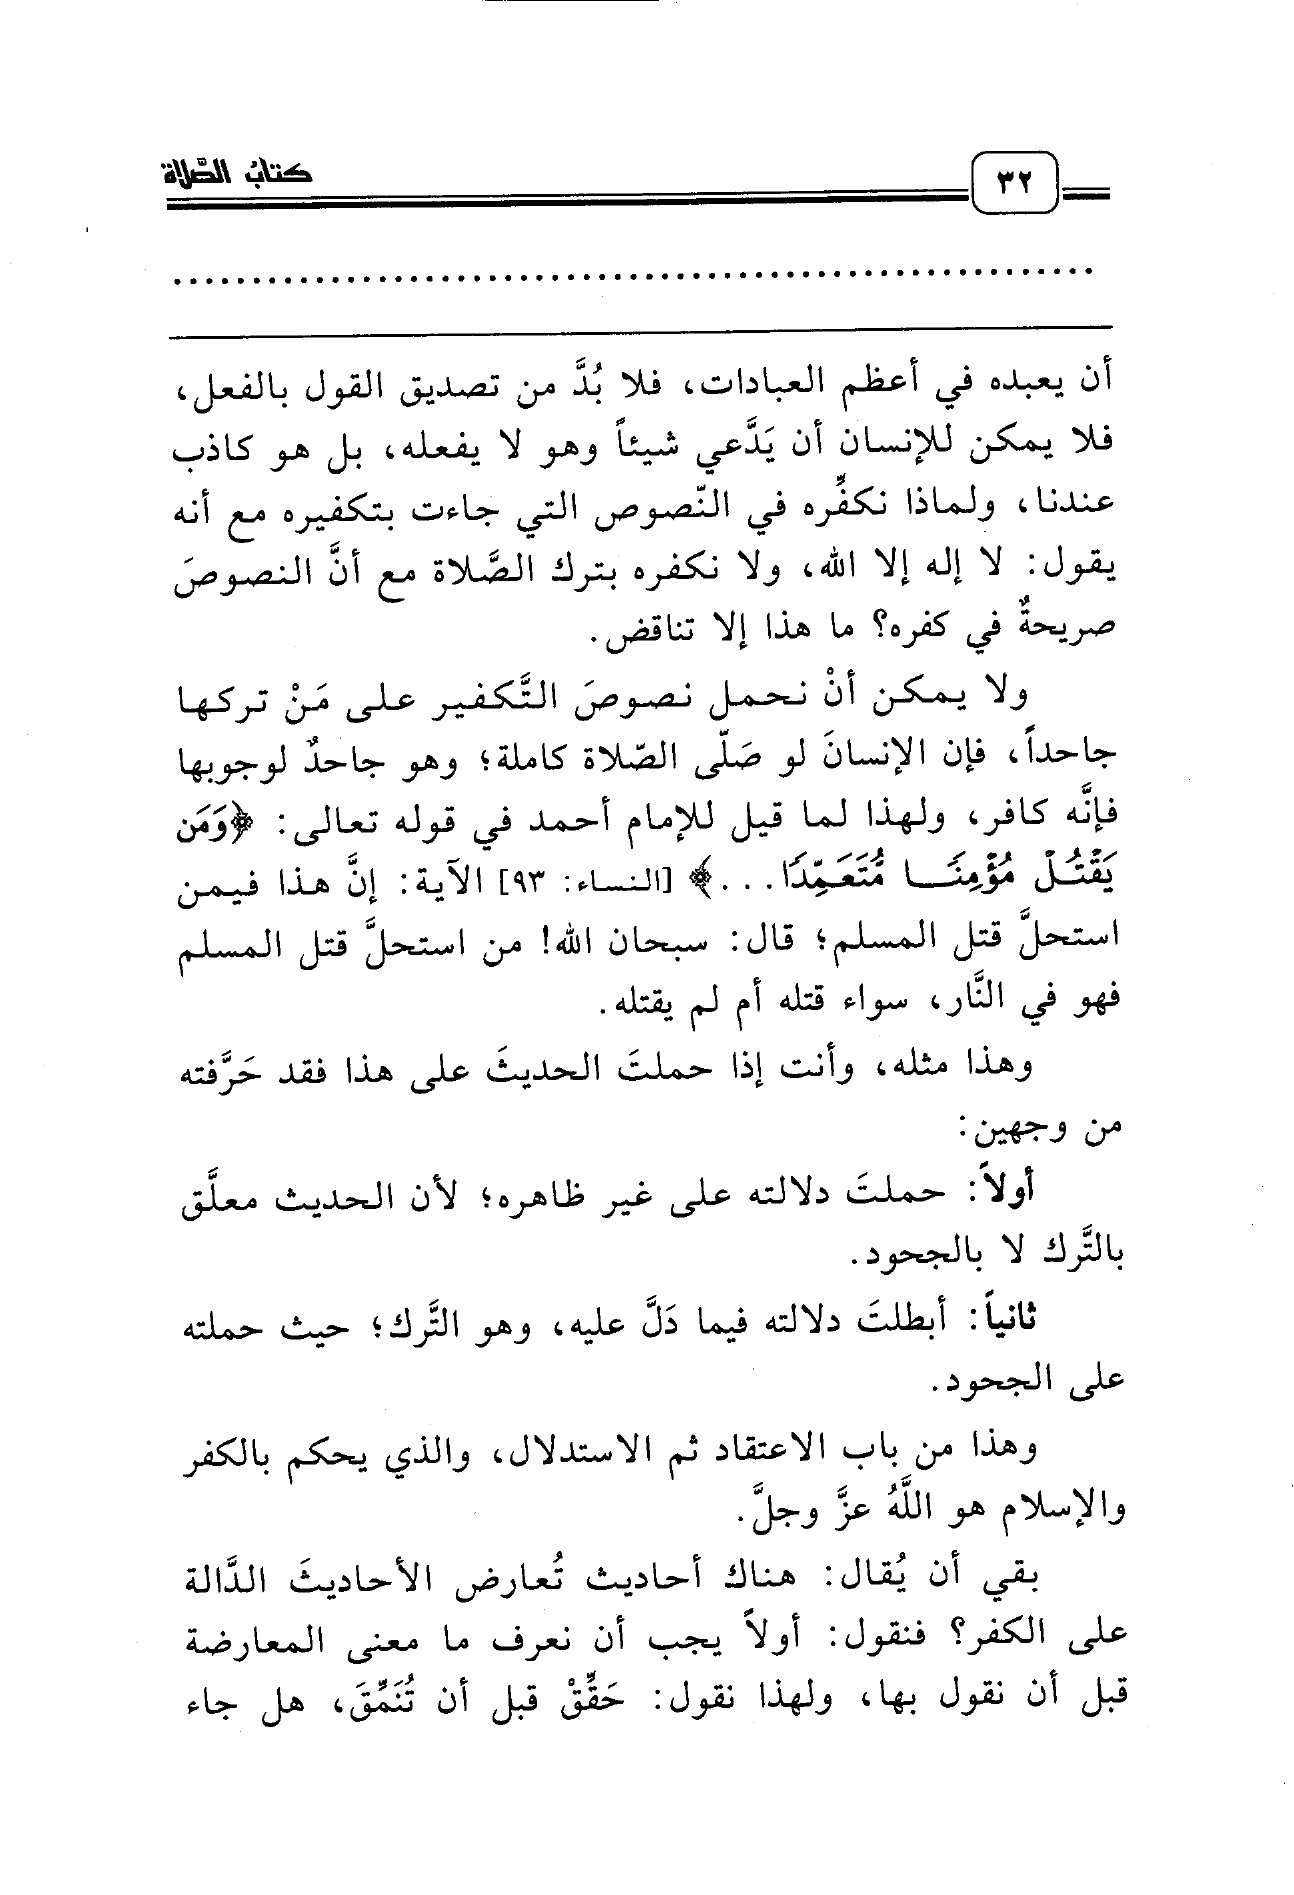 ٣٢
كتابُ الصَّلاة
أن يعبده في أعظم العبادات، فلا بُدَّ من تصديق القول بالفعل،
فلا يمكن للإنسان أن يَدَّعي شيئاً وهو لا يفعله، بل هو كاذب
عندنا، ولماذا نكفِّره في النّصوص التي جاءت بتكفيره مع أنه
يقول: لا إله إلا الله، ولا نكفره بترك الصَّلاة مع أنَّ النصوصَ
صريحةٌ في كفره؟ ما هذا إلا تناقض.
ولا يمكن أنْ نحمل نصوصَ التَّكفير على مَنْ تركها
جاحداً، فإن الإنسانَ لو صَلّى الصّلاة كاملة؛ وهو جاحدٌ لوجوبها
فإنَّه كافر، ولهذا لما قيل للإمام أحمد في قوله تعالى: ﴿وَمَن
يَقْتُلْ مُؤْمِنًا مُّتَعَمِّدًا...﴾ [النساء: ٩٣] الآية: إنَّ هذا فيمن
استحلَّ قتل المسلم؛ قال: سبحان الله! من استحلَّ قتل المسلم
فهو في النَّار، سواء قتله أم لم يقتله.
وهذا مثله، وأنت إذا حملتَ الحديثَ على هذا فقد حَرَّفته
من وجهين:
أولاً: حملتَ دلالته على غير ظاهره؛ لأن الحديث معلَّق
بالتَّرك لا بالجحود.
ثانياً: أبطلتَ دلالته فيما دَلَّ عليه، وهو التَّرك؛ حيث حملته
على الجحود.
وهذا من باب الاعتقاد ثم الاستدلال، والذي يحكم بالكفر
والإسلام هو اللَّهُ عزَّ وجلَّ.
بقي أن يُقال: هناك أحاديث تُعارض الأحاديثَ الدَّالة
على الكفر؟ فنقول: أولاً يجب أن نعرف ما معنى المعارضة
قبل أن نقول بها، ولهذا نقول: حَقِّقْ قبل أن تُنَمِّقَ، هل جاء